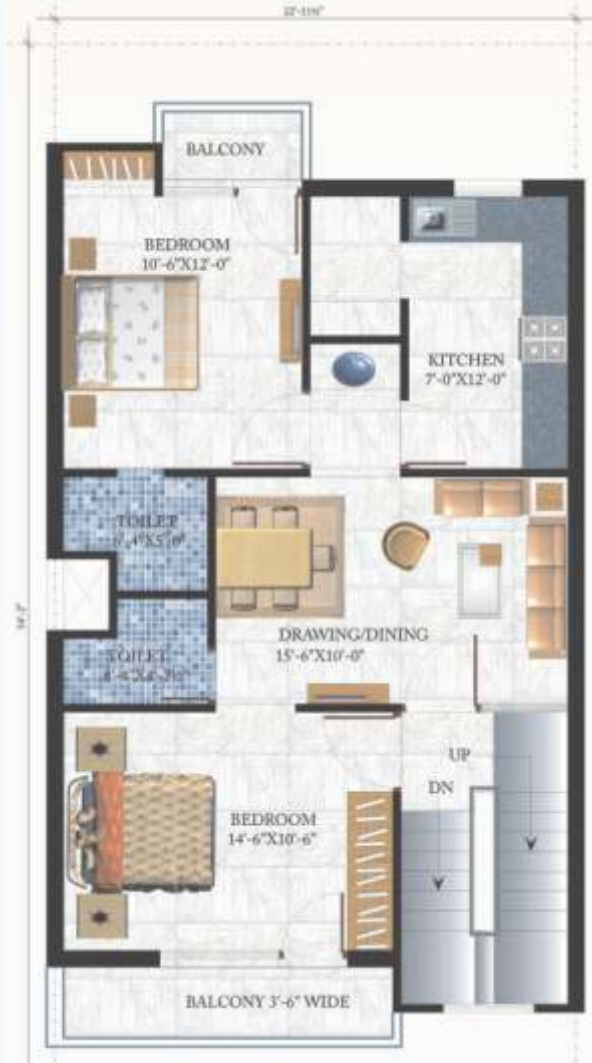 BALCONY
BEDROOM
10'-6"X12'-0"
KITCHEN
7'-0"X12'-0"
TOILET
DRAWING/DINING
15'-6"X10'-0"
TOILET
UP
DN
BEDROOM
14'-6"X10'-6"
BALCONY 3'-6" WIDE